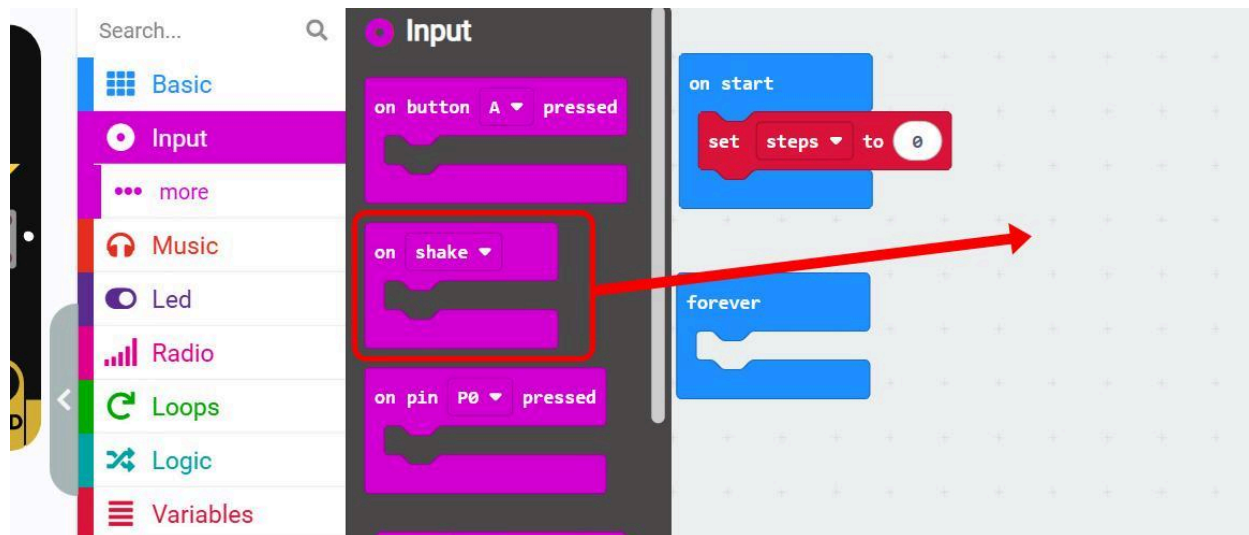 Search...
Basic
Input
more
Music
Led
Radio
Loops
Logic
Variables
Input
on button A pressed
on shake
on pin P0 pressed
on start
set steps to 0
forever
D